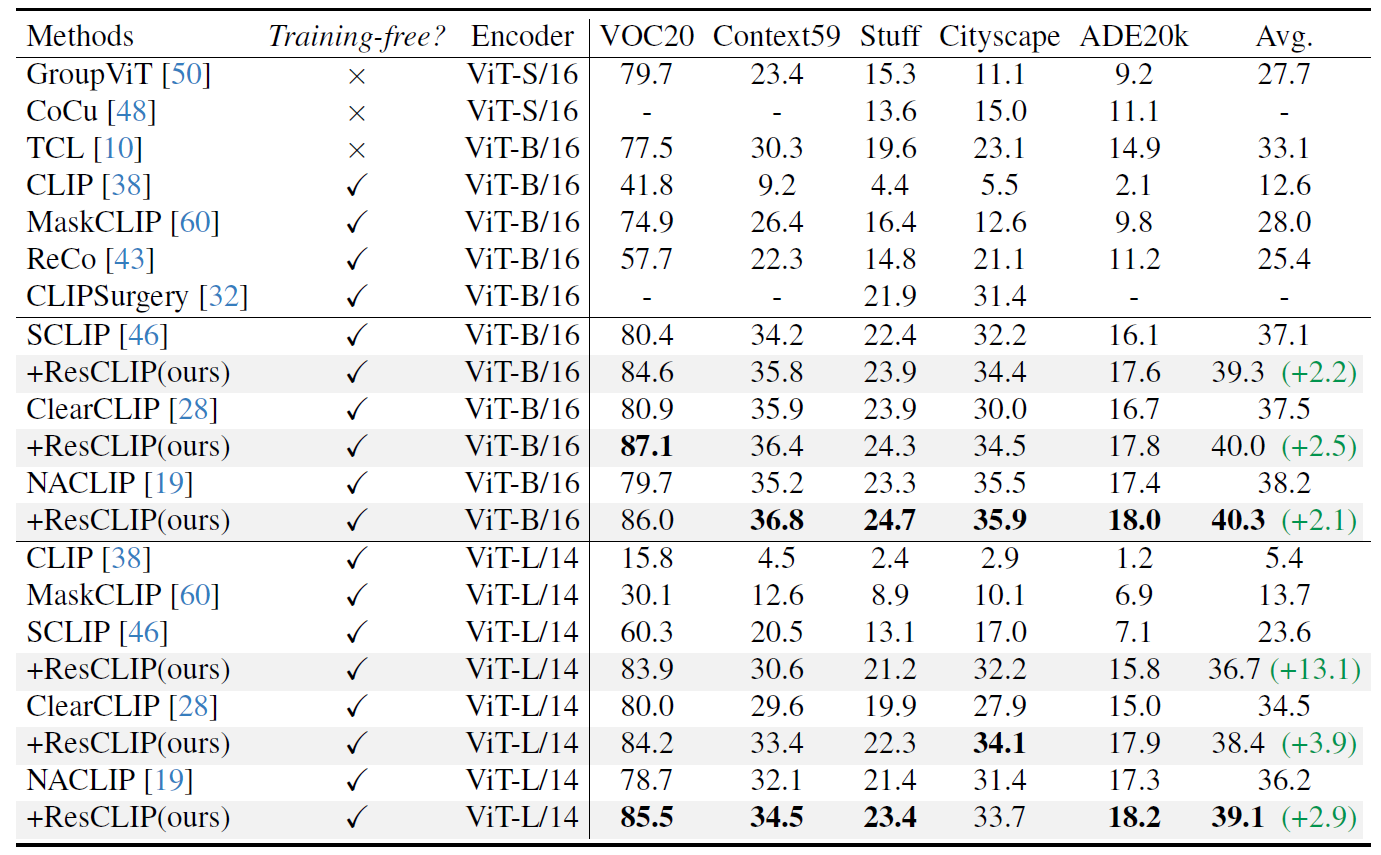 Methods Training-free? Encoder VOC20 Context59 Stuff Cityscape ADE20k Avg.
GroupViT [50] × ViT-S/16 79.7 23.4 15.3 11.1 9.2 27.7
CoCu [48] × ViT-S/16 - - 13.6 15.0 11.1 -
TCL [10] × ViT-B/16 77.5 30.3 19.6 23.1 14.9 33.1
CLIP [38] ✓ ViT-B/16 41.8 9.2 4.4 5.5 2.1 12.6
MaskCLIP [60] ✓ ViT-B/16 74.9 26.4 16.4 12.6 9.8 28.0
ReCo [43] ✓ ViT-B/16 57.7 22.3 14.8 21.1 11.2 25.4
CLIPSurgery [32] ✓ ViT-B/16 - - 21.9 31.4 - -
SCLIP [46] ✓ ViT-B/16 80.4 34.2 22.4 32.2 16.1 37.1
+ResCLIP(ours) ✓ ViT-B/16 84.6 35.8 23.9 34.4 17.6 39.3 (+2.2)
ClearCLIP [28] ✓ ViT-B/16 80.9 35.9 23.9 30.0 16.7 37.5
+ResCLIP(ours) ✓ ViT-B/16 87.1 36.4 24.3 34.5 17.8 40.0 (+2.5)
NACLIP [19] ✓ ViT-B/16 79.7 35.2 23.3 35.5 17.4 38.2
+ResCLIP(ours) ✓ ViT-B/16 86.0 36.8 24.7 35.9 18.0 40.3 (+2.1)
CLIP [38] ✓ ViT-L/14 15.8 4.5 2.4 2.9 1.2 5.4
MaskCLIP [60] ✓ ViT-L/14 30.1 12.6 8.9 10.1 6.9 13.7
SCLIP [46] ✓ ViT-L/14 60.3 20.5 13.1 17.0 7.1 23.6
+ResCLIP(ours) ✓ ViT-L/14 83.9 30.6 21.2 32.2 15.8 36.7 (+13.1)
ClearCLIP [28] ✓ ViT-L/14 80.0 29.6 19.9 27.9 15.0 34.5
+ResCLIP(ours) ✓ ViT-L/14 84.2 33.4 22.3 34.1 17.9 38.4 (+3.9)
NACLIP [19] ✓ ViT-L/14 78.7 32.1 21.4 31.4 17.3 36.2
+ResCLIP(ours) ✓ ViT-L/14 85.5 34.5 23.4 33.7 18.2 39.1 (+2.9)